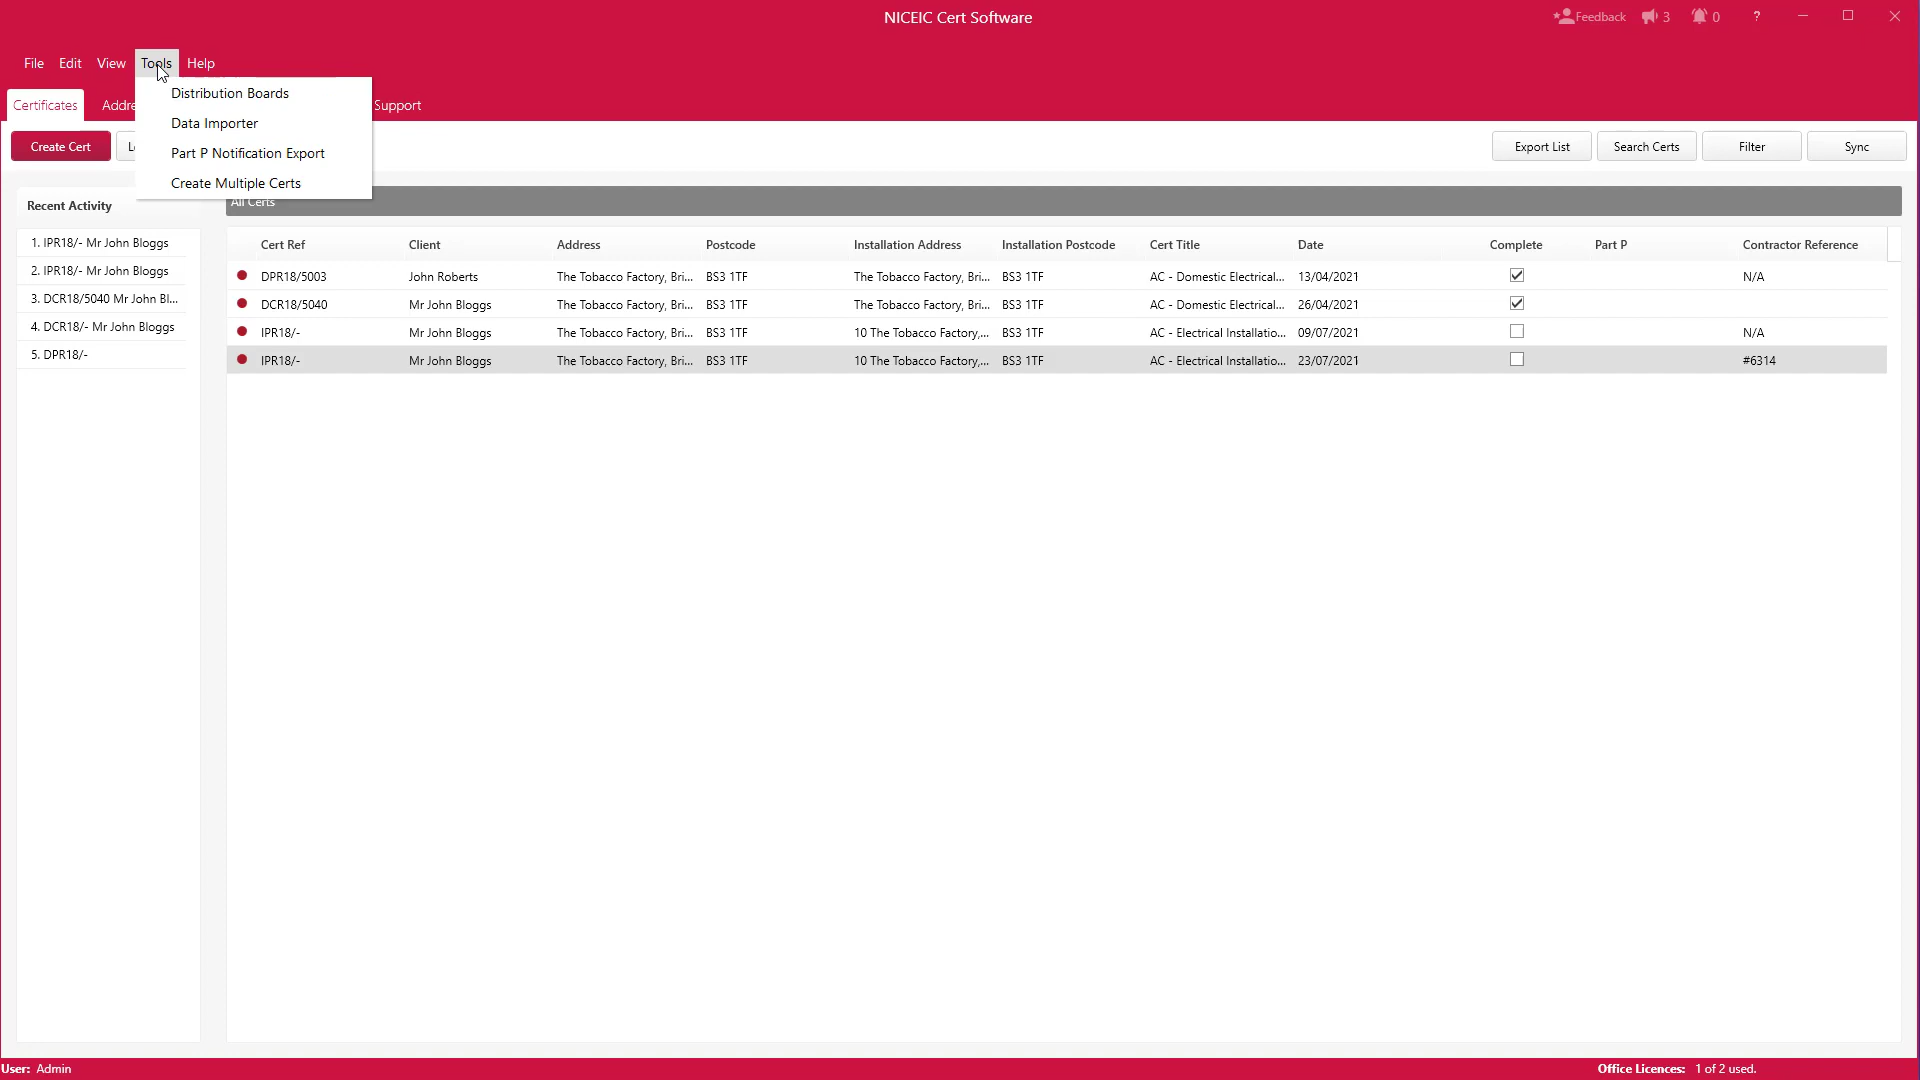 NICEIC Cert Software
Feedback 3 0 ?
File Edit View Tools Help
Distribution Boards
Data Importer
Part P Notification Export
Create Multiple Certs
Certificates Addre Support
Create Cert Export List Search Certs Filter Sync
Recent Activity
1. IPR18/- Mr John Bloggs
2. IPR18/- Mr John Bloggs
3. DCR18/5040 Mr John Bl...
4. DCR18/- Mr John Bloggs
5. DPR18/-
All Certs
Cert Ref Client Address Postcode Installation Address Installation Postcode Cert Title Date Complete Part P Contractor Reference
DPR18/5003 John Roberts The Tobacco Factory, Bri... BS3 1TF The Tobacco Factory, Bri... BS3 1TF AC - Domestic Electrical... 13/04/2021 N/A
DCR18/5040 Mr John Bloggs The Tobacco Factory, Bri... BS3 1TF The Tobacco Factory, Bri... BS3 1TF AC - Domestic Electrical... 26/04/2021
IPR18/- Mr John Bloggs The Tobacco Factory, Bri... BS3 1TF 10 The Tobacco Factory,... BS3 1TF AC - Electrical Installatio... 09/07/2021 N/A
IPR18/- Mr John Bloggs The Tobacco Factory, Bri... BS3 1TF 10 The Tobacco Factory,... BS3 1TF AC - Electrical Installatio... 23/07/2021 #6314
User: Admin
Office Licences: 1 of 2 used.